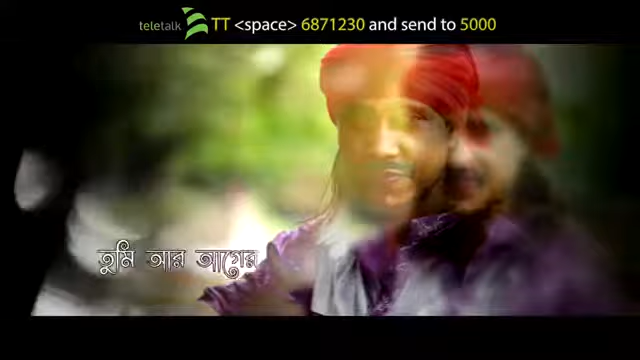 teletalk TT <space> 6871230 and send to 5000
তুমি আর আগের